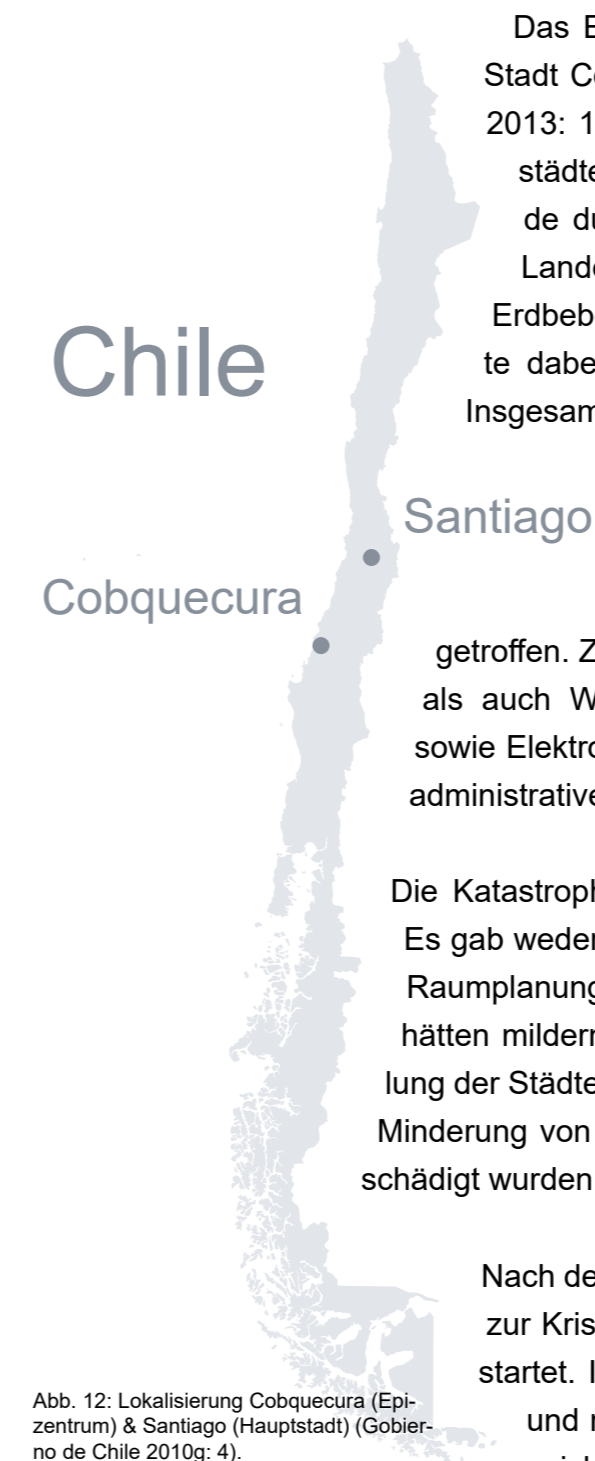 Das E
Stadt Co
2013: 1
städte
de du
Lande
Erdbeb
te dabe
Insgesam
Chile
Santiago
Cobquecura
getroffen. Z
als auch W
sowie Elektro
administrative
Die Katastroph
Es gab weder
Raumplanung
hätten mildern
lung der Städte
Minderung von
schädigt wurden
Nach de
zur Kris
startet. I
und
Abb. 12: Lokalisierung Cobquecura (Epi-
zentrum) & Santiago (Hauptstadt) (Gobier-
no de Chile 2010g: 4).